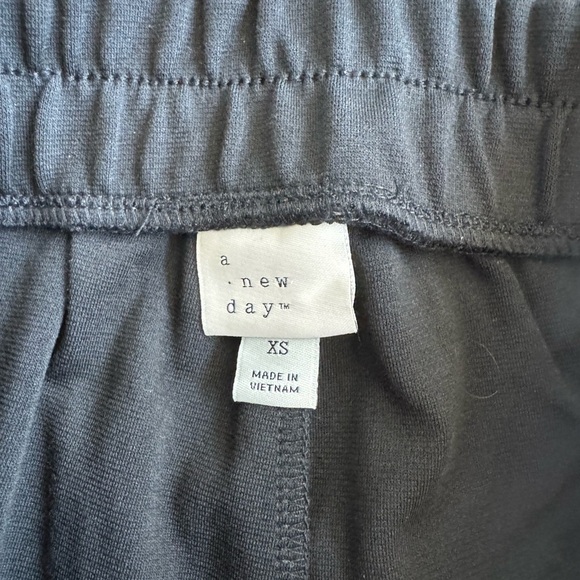 a
· new
day™
XS
MADE IN
VIETNAM